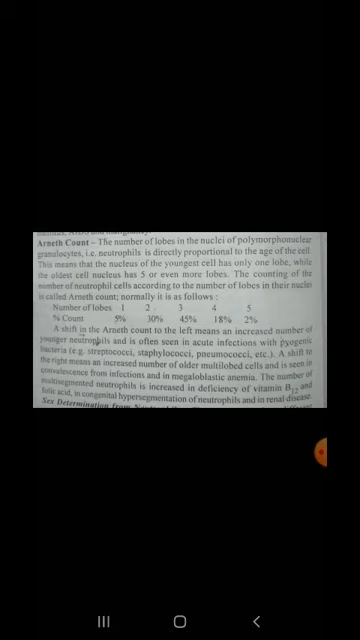 Arneth Count – The number of lobes in the nuclei of polymorphonuclear
granulocytes, i.e. neutrophils is directly proportional to the age of the cell.
This means that the nucleus of the youngest cell has only one lobe, while
the oldest cell nucleus has 5 or even more lobes. The counting of the
number of neutrophil cells according to the number of lobes in their nuclei
is called Arneth count; normally it is as follows :
Number of lobes 1 2 3 4 5
% Count 5% 30% 45% 18% 2%
A shift in the Arneth count to the left means an increased number of
younger neutrophils and is often seen in acute infections with pyogenic
bacteria (e.g. streptococci, staphylococci, pneumococci, etc.). A shift to
the right means an increased number of older multilobed cells and is seen in
convalescence from infections and in megaloblastic anemia. The number of
multisegmented neutrophils is increased in deficiency of vitamin B12 and
folic acid, in congenital hypersegmentation of neutrophils and in renal disease.
Sex Determination from